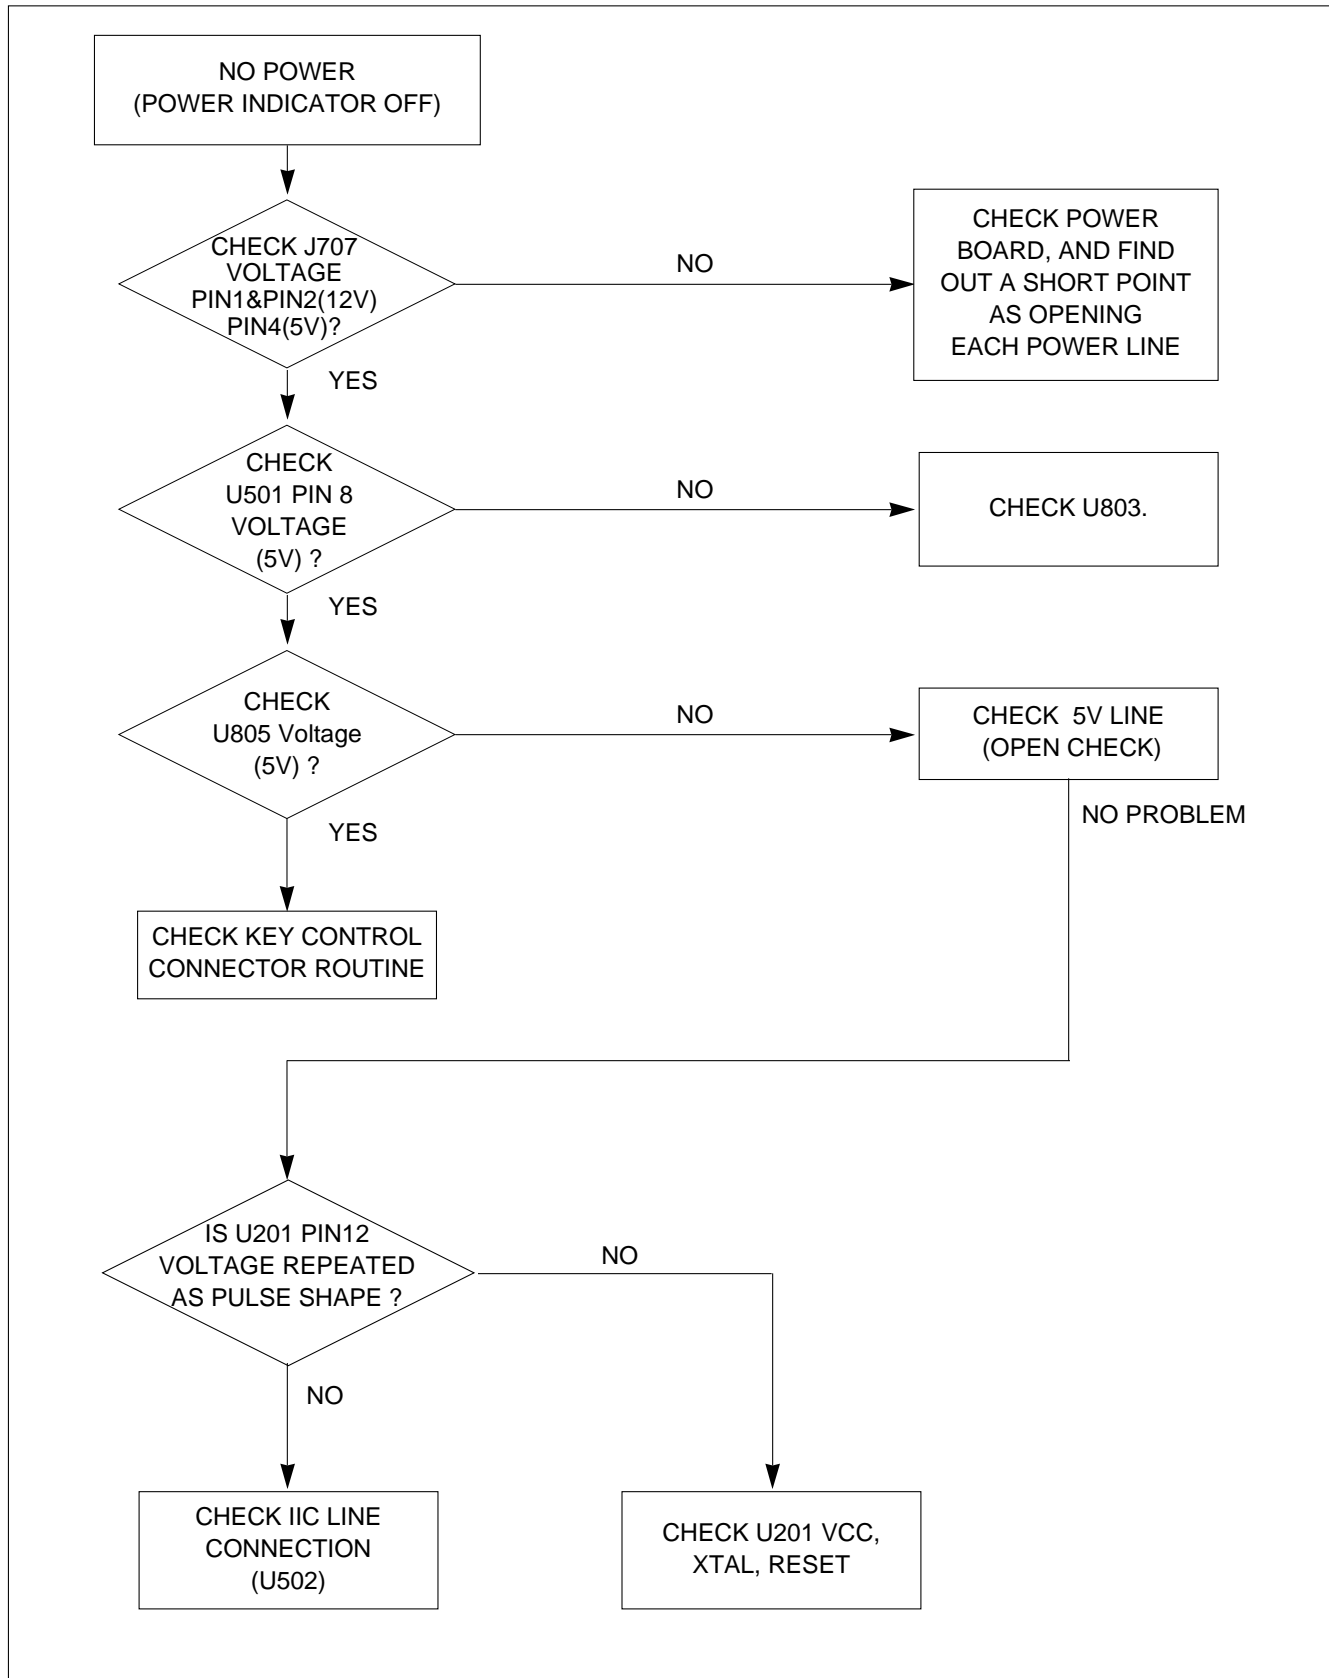 NO POWER
(POWER INDICATOR OFF)
CHECK J707
VOLTAGE
PIN1&PIN2(12V)
PIN4(5V)?
NO
CHECK POWER
BOARD, AND FIND
OUT A SHORT POINT
AS OPENING
EACH POWER LINE
YES
CHECK
U501 PIN 8
VOLTAGE
(5V) ?
NO
CHECK U803.
YES
CHECK
U805 Voltage
(5V) ?
NO
CHECK 5V LINE
(OPEN CHECK)
NO PROBLEM
YES
CHECK KEY CONTROL
CONNECTOR ROUTINE
IS U201 PIN12
VOLTAGE REPEATED
AS PULSE SHAPE ?
NO
NO
CHECK IIC LINE
CONNECTION
(U502)
CHECK U201 VCC,
XTAL, RESET